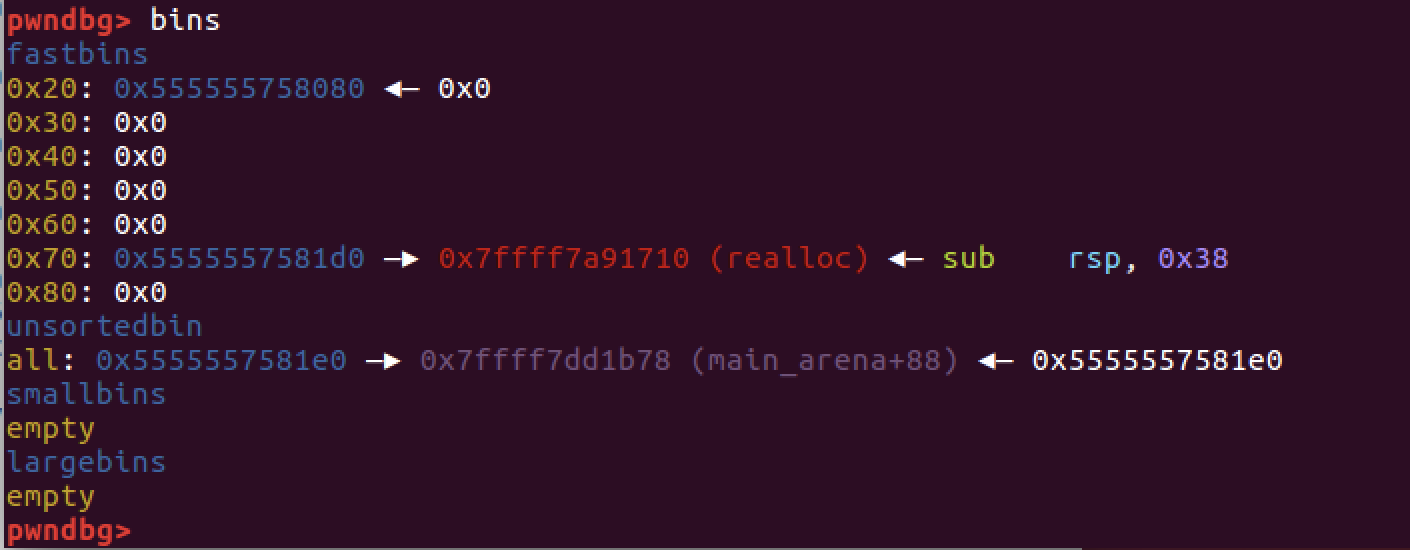 pwndbg> bins
fastbins
0x20: 0x555555758080 ◂— 0x0
0x30: 0x0
0x40: 0x0
0x50: 0x0
0x60: 0x0
0x70: 0x5555557581d0 —▸ 0x7ffff7a91710 (realloc) ◂— sub    rsp, 0x38
0x80: 0x0
unsortedbin
all: 0x5555557581e0 —▸ 0x7ffff7dd1b78 (main_arena+88) ◂— 0x5555557581e0
smallbins
empty
largebins
empty
pwndbg>